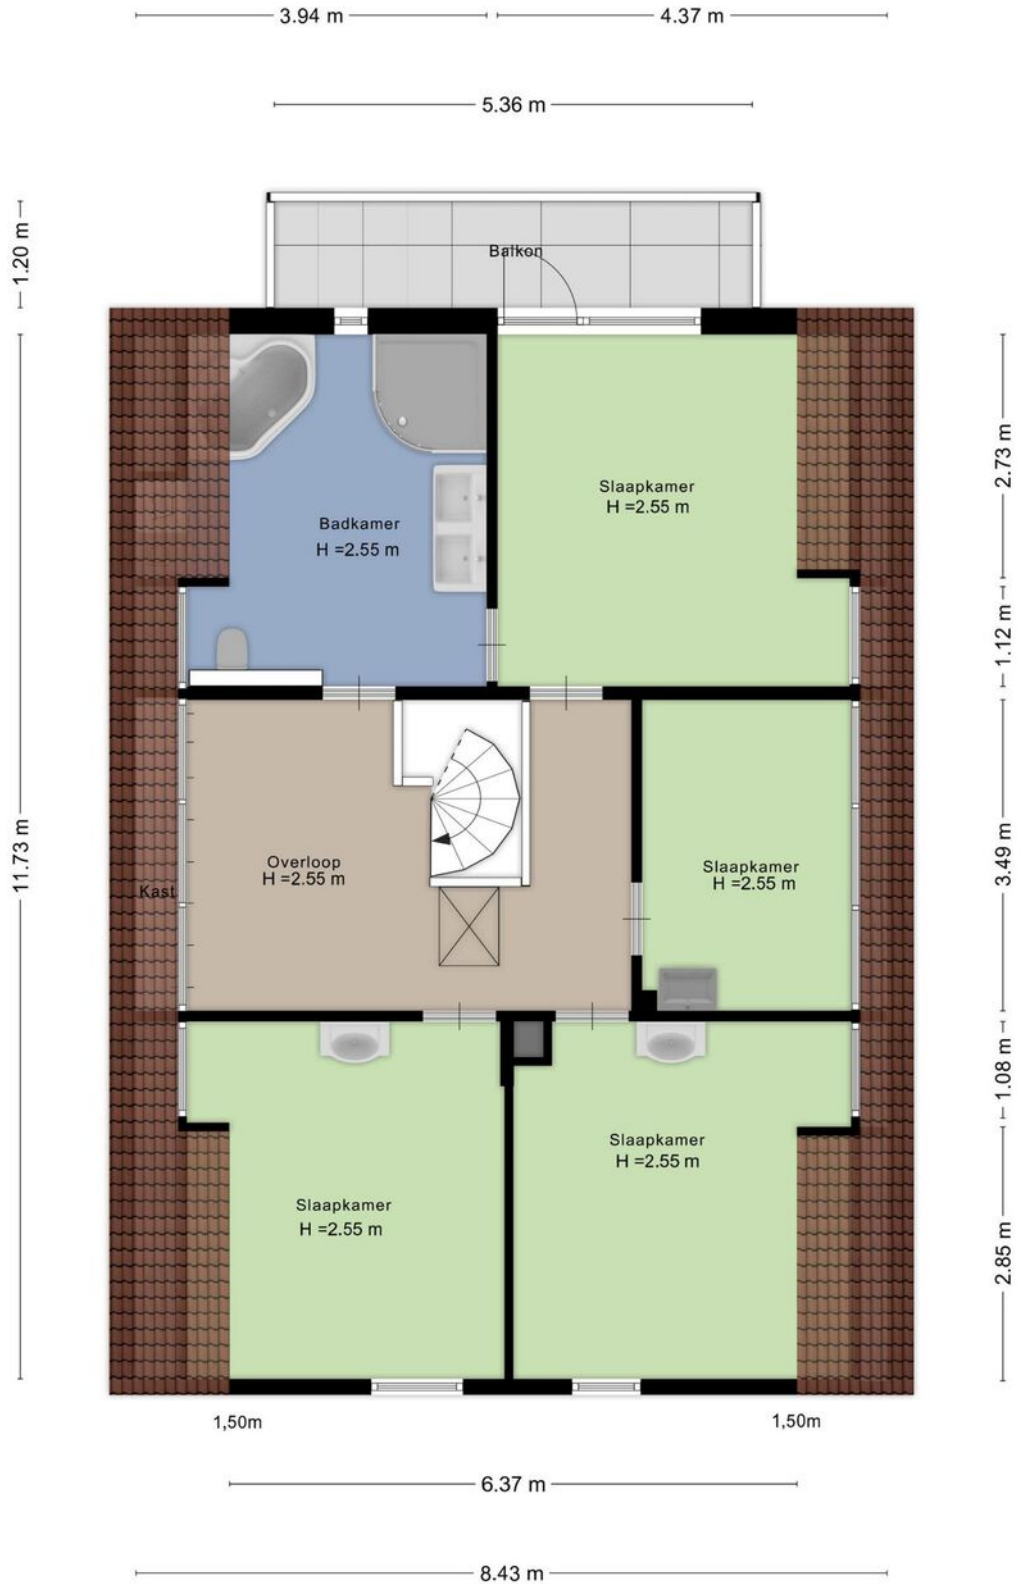 3.94 m
4.37 m
5.36 m
1.20 m
Balkon
2.73 m
Slaapkamer
H =2.55 m
Badkamer
H =2.55 m
1.12 m
11.73 m
3.49 m
Overloop
H =2.55 m
Slaapkamer
H =2.55 m
Kast
1.08 m
Slaapkamer
H =2.55 m
Slaapkamer
H =2.55 m
2.85 m
1,50m
1,50m
6.37 m
8.43 m